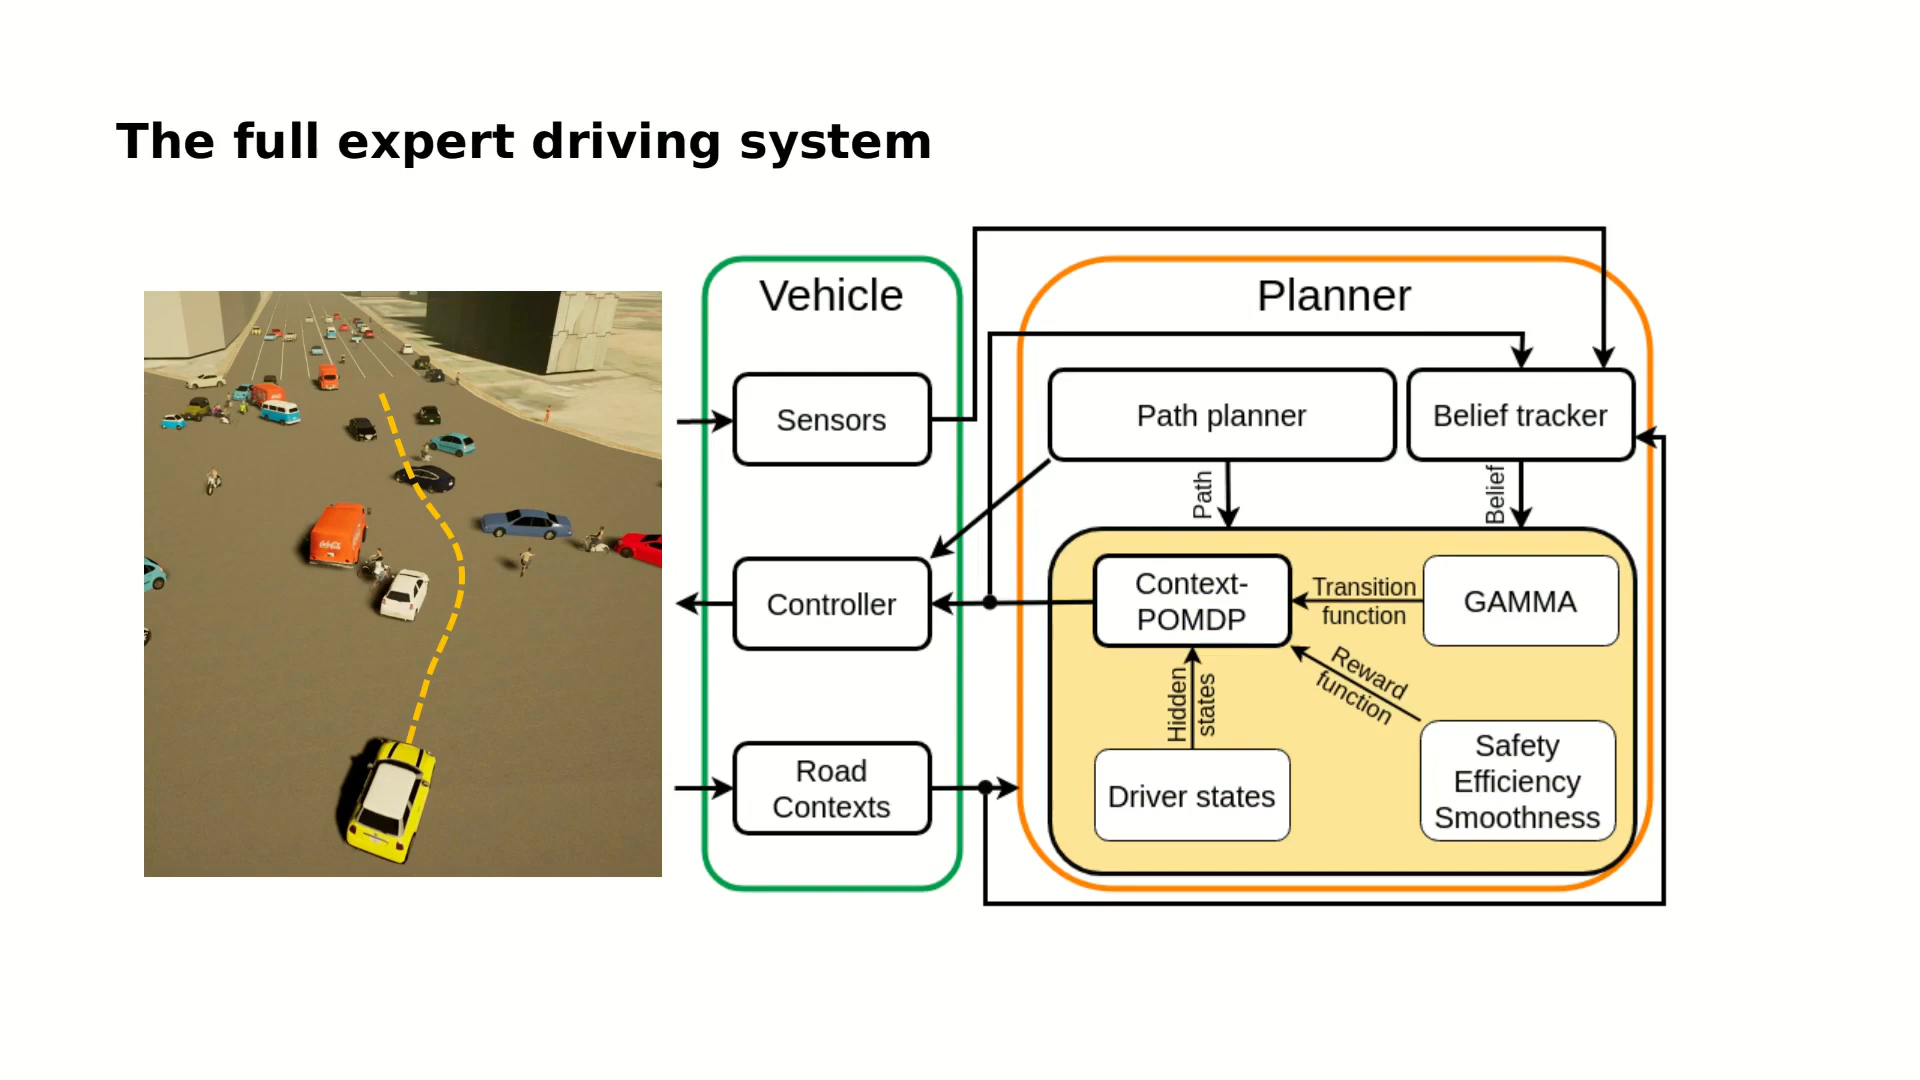 The full expert driving system
Vehicle
Planner
Sensors
Path planner
Belief tracker
Path
Belief
Controller
Context-
POMDP
Transition
function
GAMMA
Reward
function
Hidden
states
Road
Contexts
Driver states
Safety
Efficiency
Smoothness